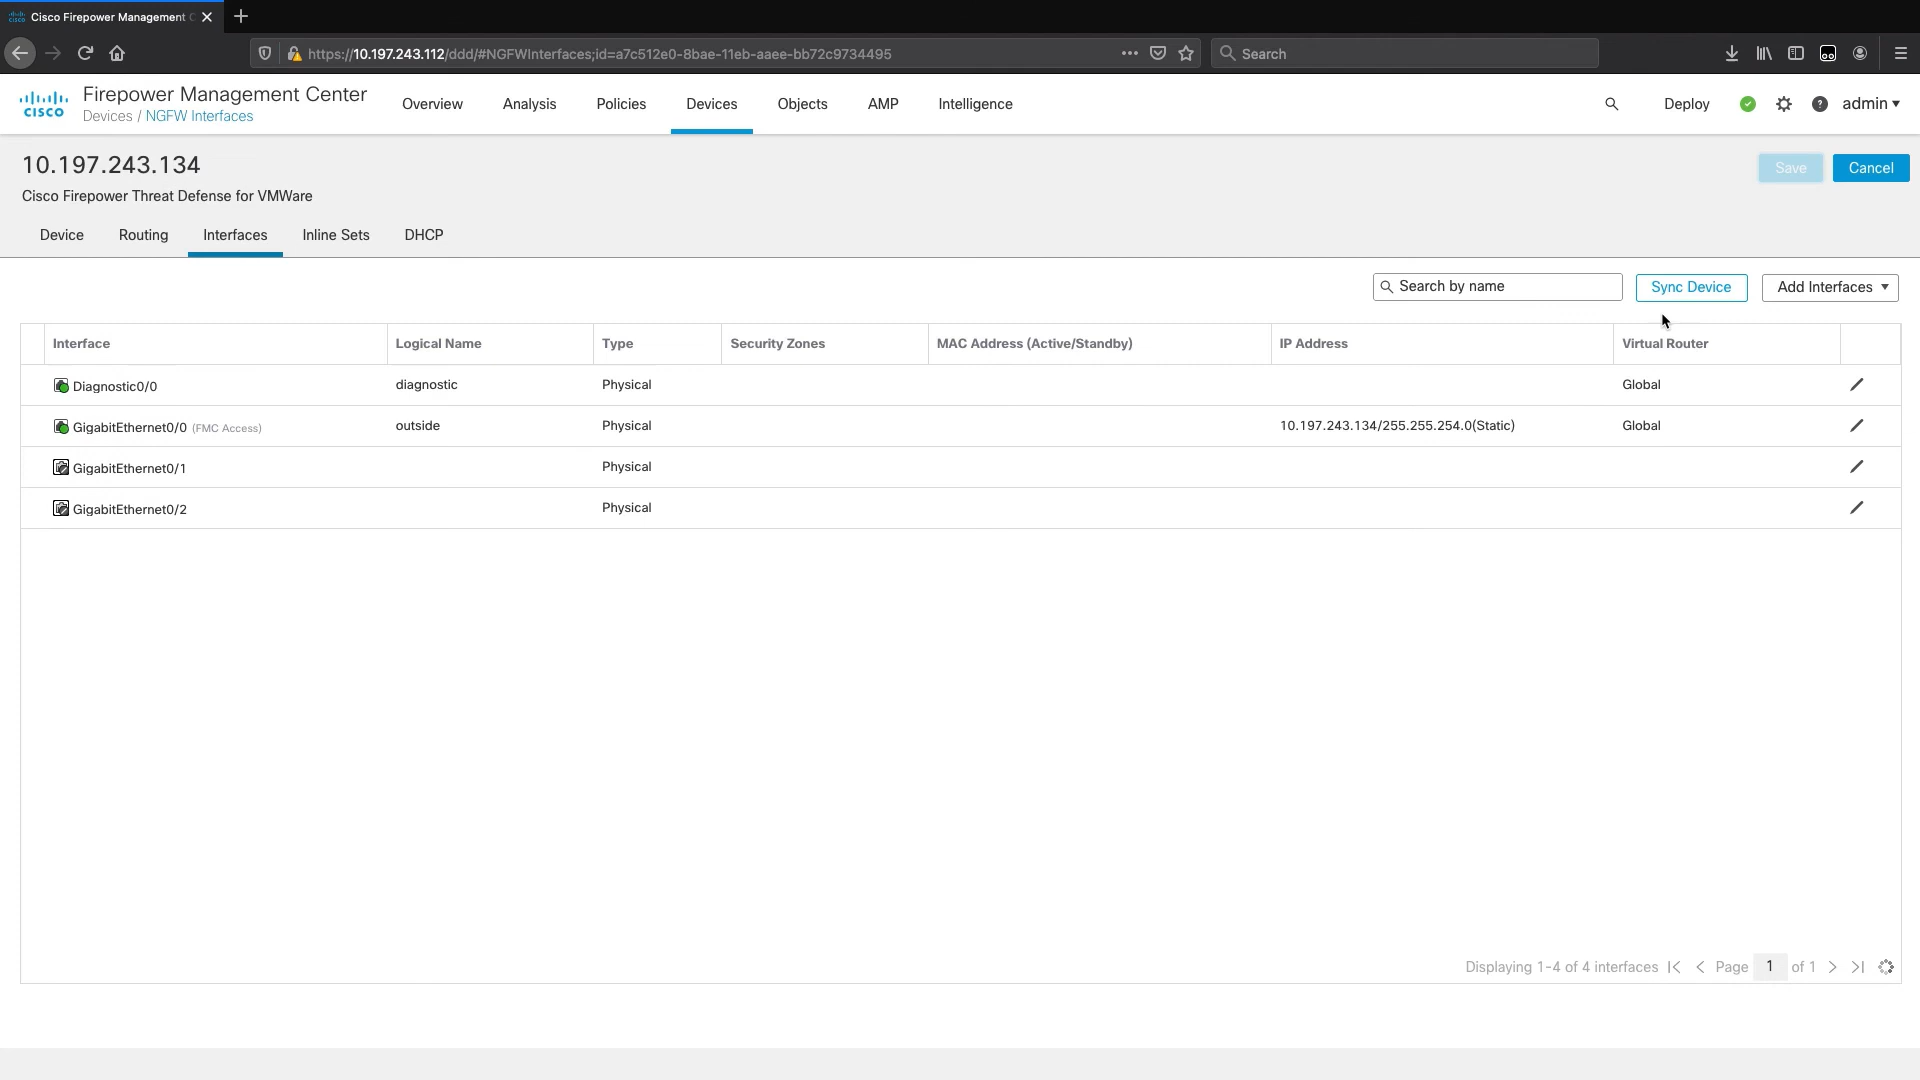 Cisco Firepower Management C
https://10.197.243.112/ddd/#NGFWInterfaces;id=a7c512e0-8bae-11eb-aaee-bb72c9734495
Search
CISCO
Firepower Management Center
Devices / NGFW Interfaces
Overview
Analysis
Policies
Devices
Objects
AMP
Intelligence
Deploy
admin
10.197.243.134
Cisco Firepower Threat Defense for VMWare
Save
Cancel
Device
Routing
Interfaces
Inline Sets
DHCP
Search by name
Sync Device
Add Interfaces
Interface Logical Name Type Security Zones MAC Address (Active/Standby) IP Address Virtual Router
Diagnostic0/0 diagnostic Physical Global
GigabitEthernet0/0 (FMC Access) outside Physical 10.197.243.134/255.255.254.0(Static) Global
GigabitEthernet0/1 Physical
GigabitEthernet0/2 Physical
Displaying 1-4 of 4 interfaces Page 1 of 1